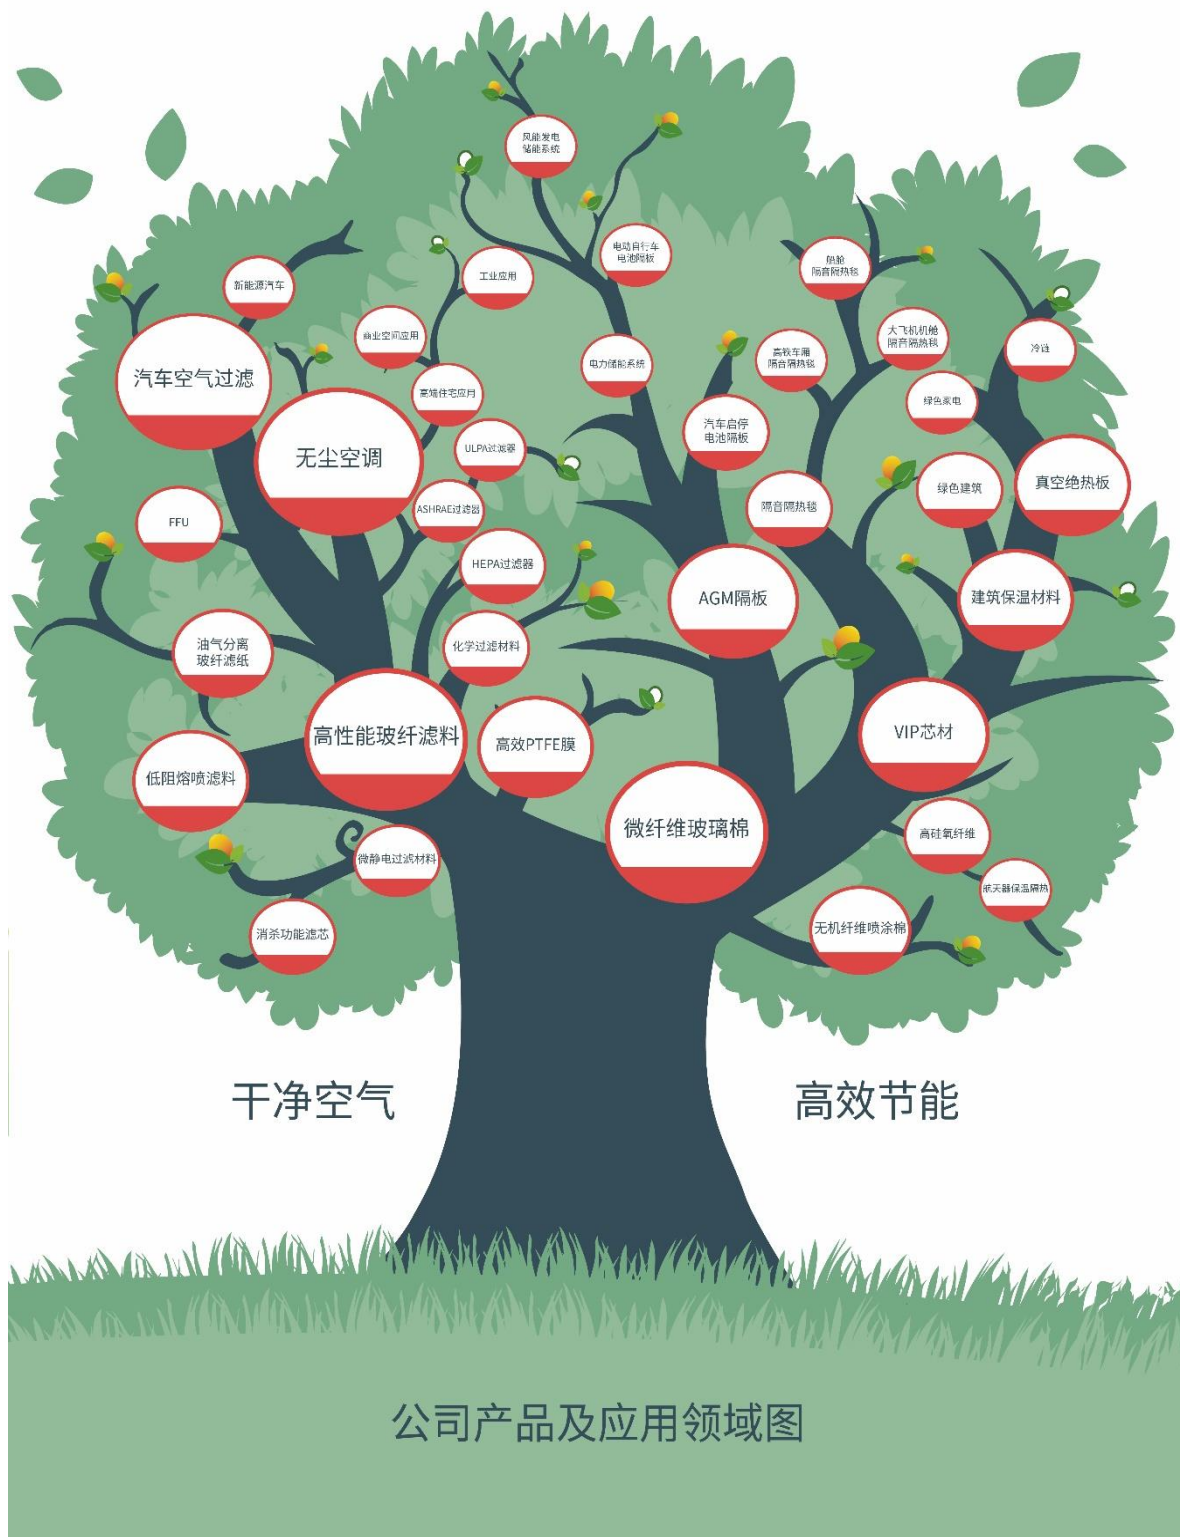 风能发电
储能系统
电动自行车
电池隔板
船舱
隔音隔热毯
工业应用
新能源汽车
商业空间应用
大飞机机舱
隔音隔热毯
冷链
高铁车厢
隔音隔热毯
电力储能系统
汽车空气过滤
高端住宅应用
绿色家电
汽车启停
电池隔板
无尘空调
ULPA过滤器
绿色建筑
真空绝热板
ASHRAE过滤器
隔音隔热毯
FFU
HEPA过滤器
AGM隔板
建筑保温材料
油气分离
玻纤滤纸
化学过滤材料
高性能玻纤滤料
高效PTFE膜
VIP芯材
低阻熔喷滤料
微纤维玻璃棉
高硅氧纤维
微静电过滤材料
航天器保温隔热
消杀功能滤芯
无机纤维喷涂棉
干净空气
高效节能
公司产品及应用领域图